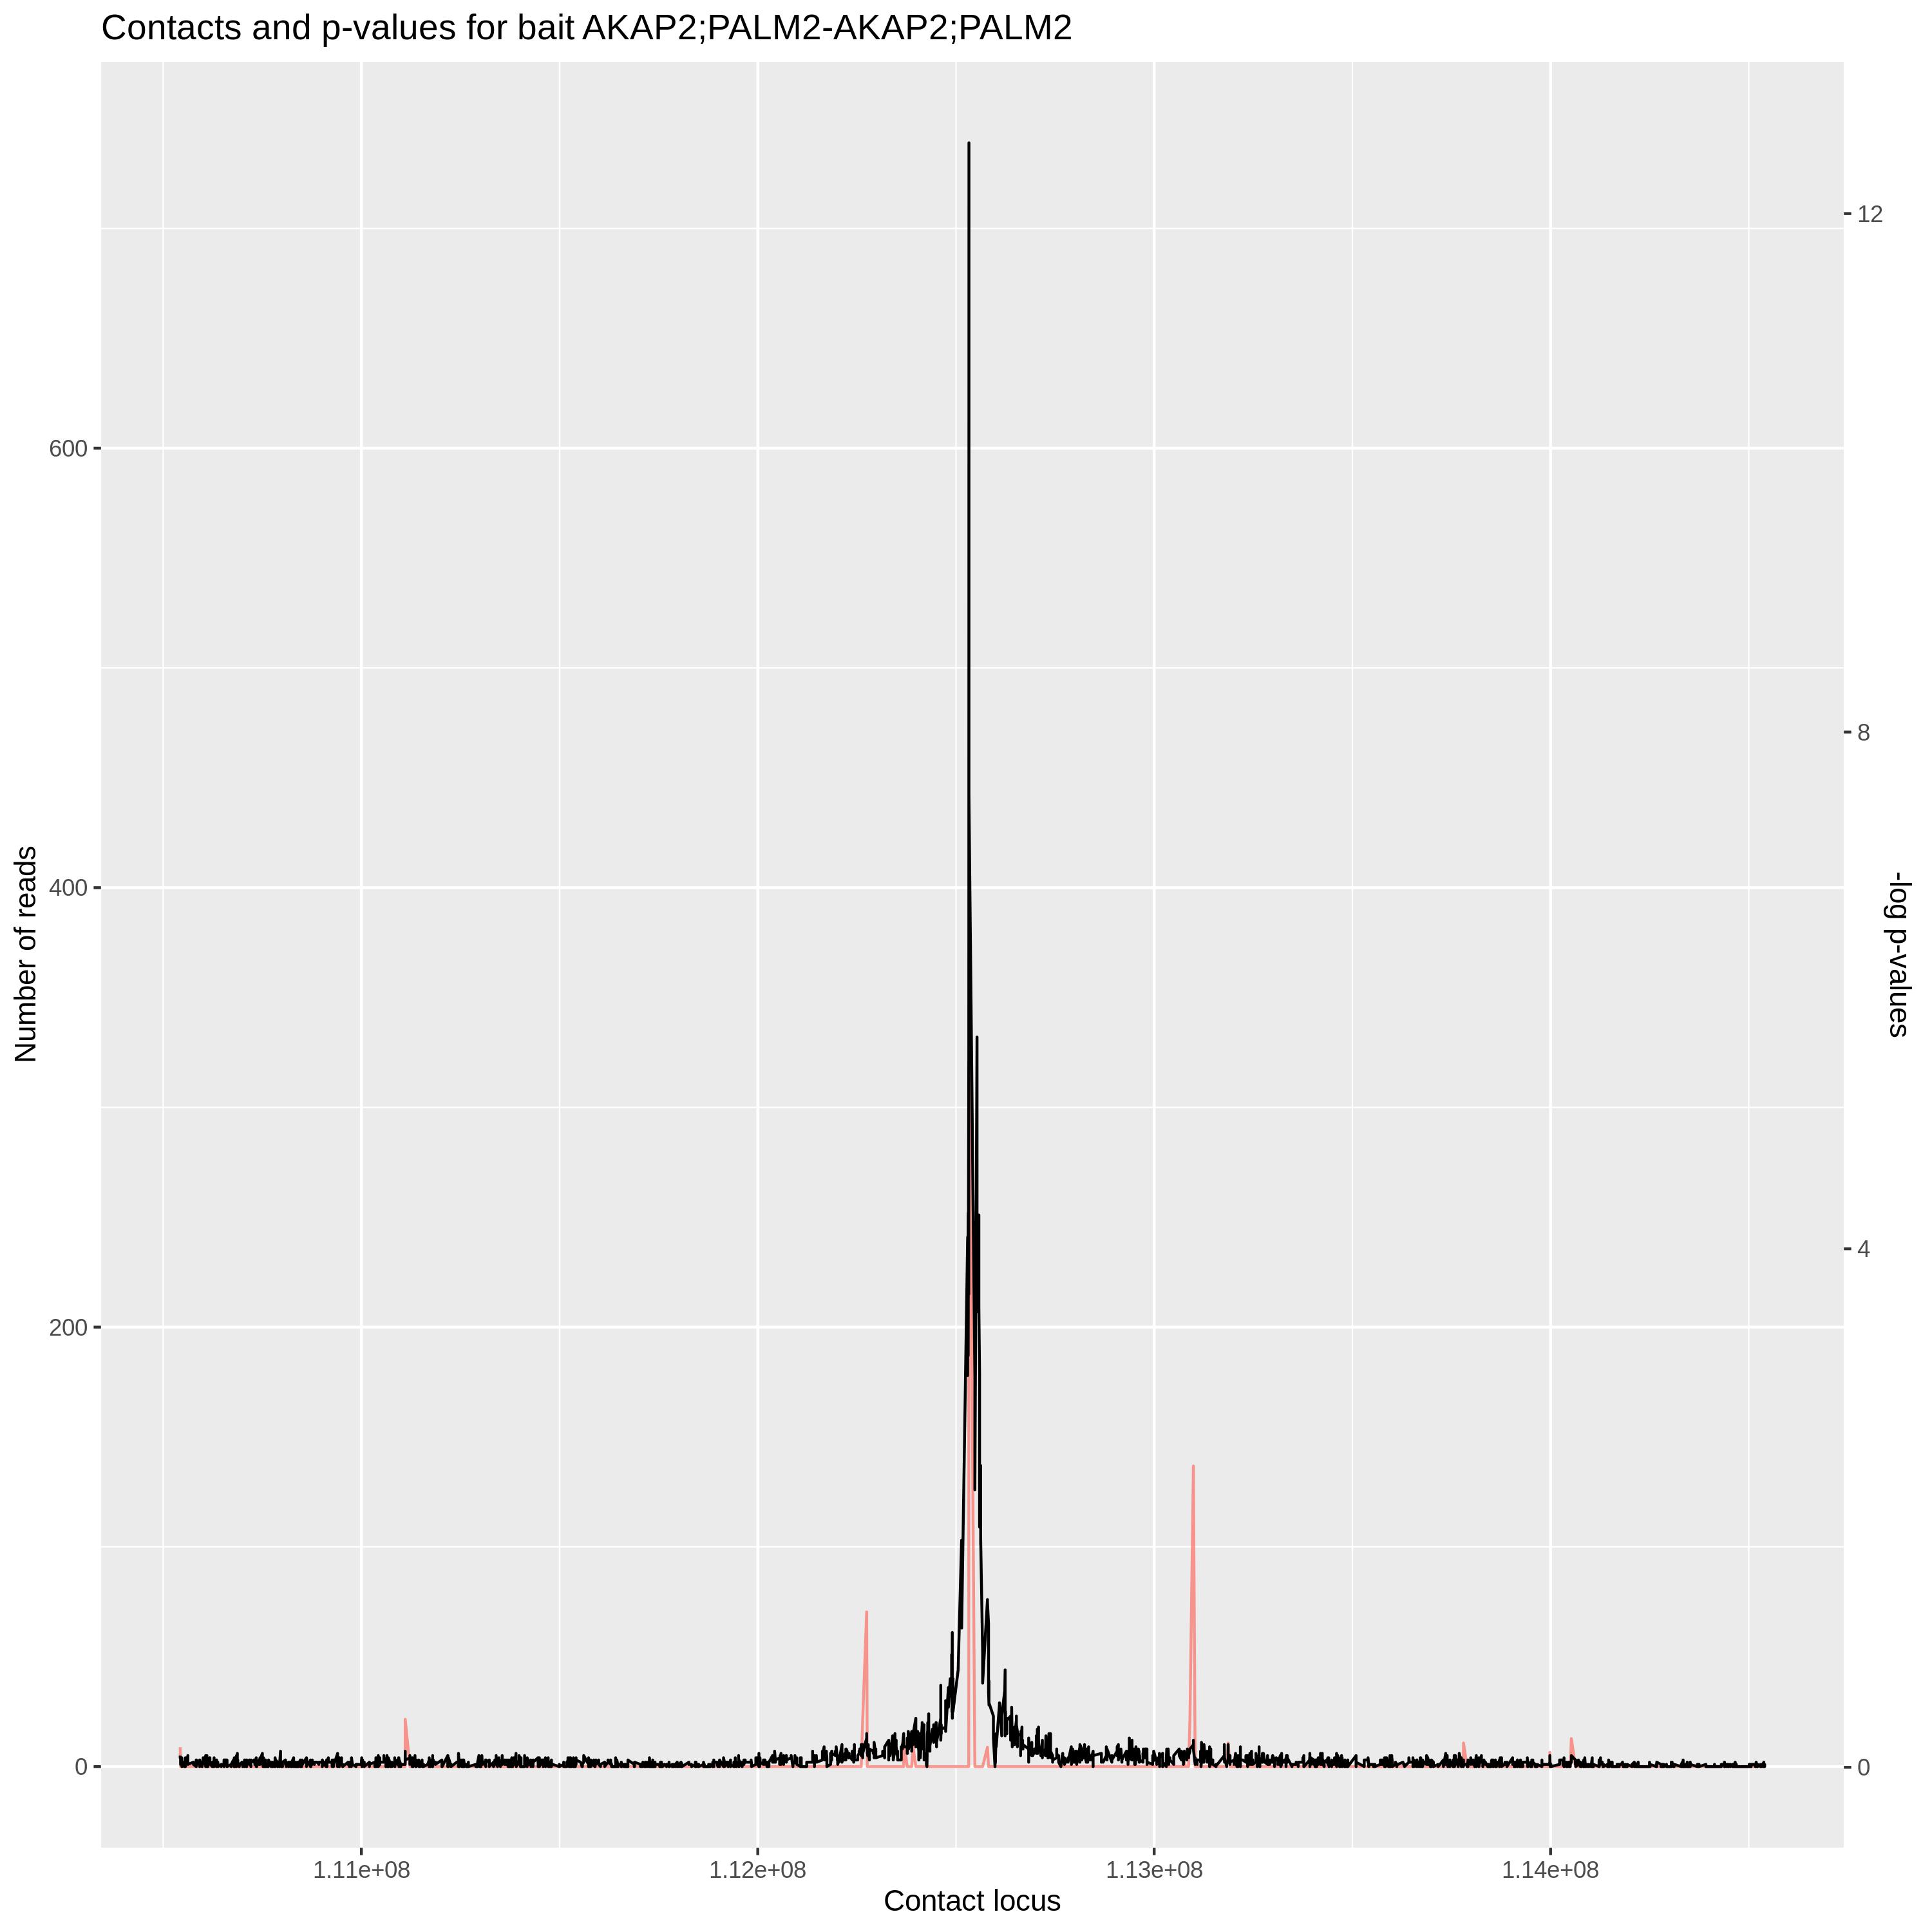 Contacts and p-values for bait AKAP2;PALM2-AKAP2;PALM2
12
600
8
Number of reads
400
-log p-values
4
200
0
0
1.11e+08
1.12e+08
1.13e+08
1.14e+08
Contact locus